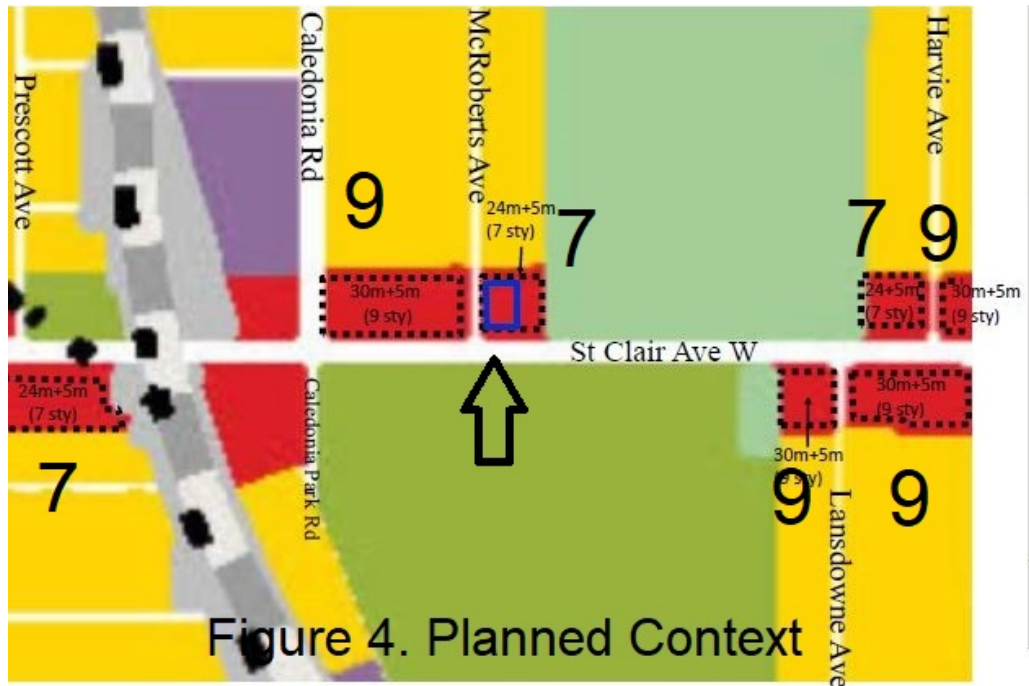 Prescott Ave
Caledonia Rd
McRoberts Ave
Harvie Ave
9
24m+5m
(7 sty)
7
7
9
30m+5m
(9 sty)
24+5m
(7 sty)
30m+5m
(9 sty)
St Clair Ave W
24m+5m
(7 sty)
Caledonia Park Rd
30m+5m
(9 sty)
30m+5m
(9 sty)
7
9
9
Lansdowne Ave
Figure 4. Planned Context